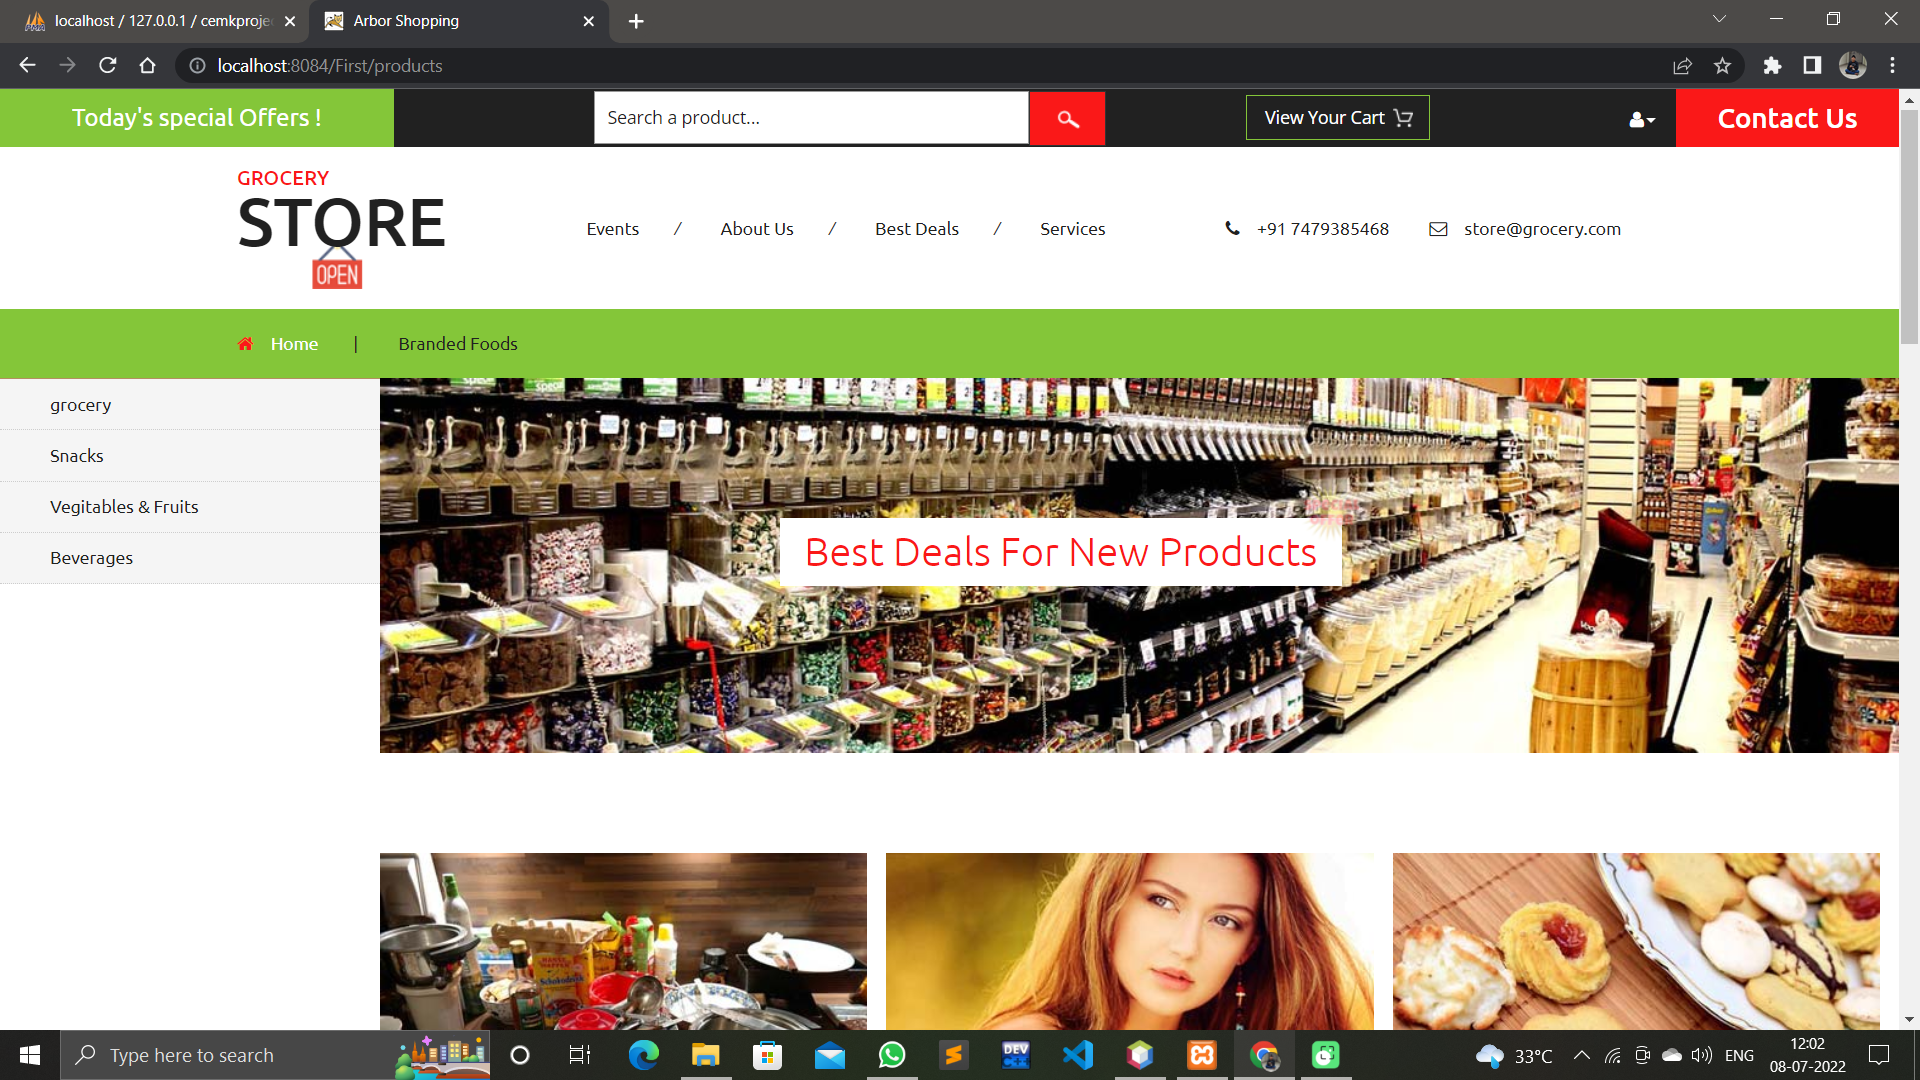 localhost / 127.0.0.1 / cemkproje
Arbor Shopping
localhost:8084/First/products
Today's special Offers !
Search a product...
View Your Cart
Contact Us
GROCERY
STORE
OPEN
Events / About Us / Best Deals / Services
+91 7479385468
store@grocery.com
Home | Branded Foods
grocery
Snacks
Vegitables & Fruits
Beverages
Best Deals For New Products
Type here to search
DEV
C++
33°C
ENG
12:02
08-07-2022